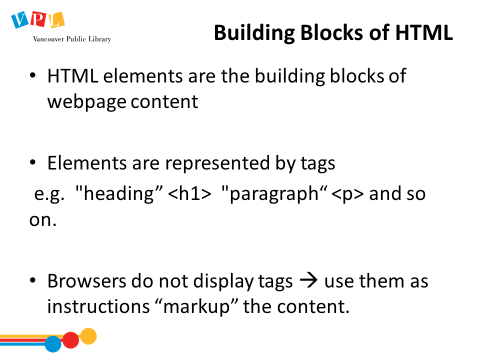 VPL
Vancouver Public Library
Building Blocks of HTML
• HTML elements are the building blocks of
webpage content
• Elements are represented by tags
e.g. "heading” <h1> "paragraph“ <p> and so
on.
• Browsers do not display tags → use them as
instructions “markup” the content.